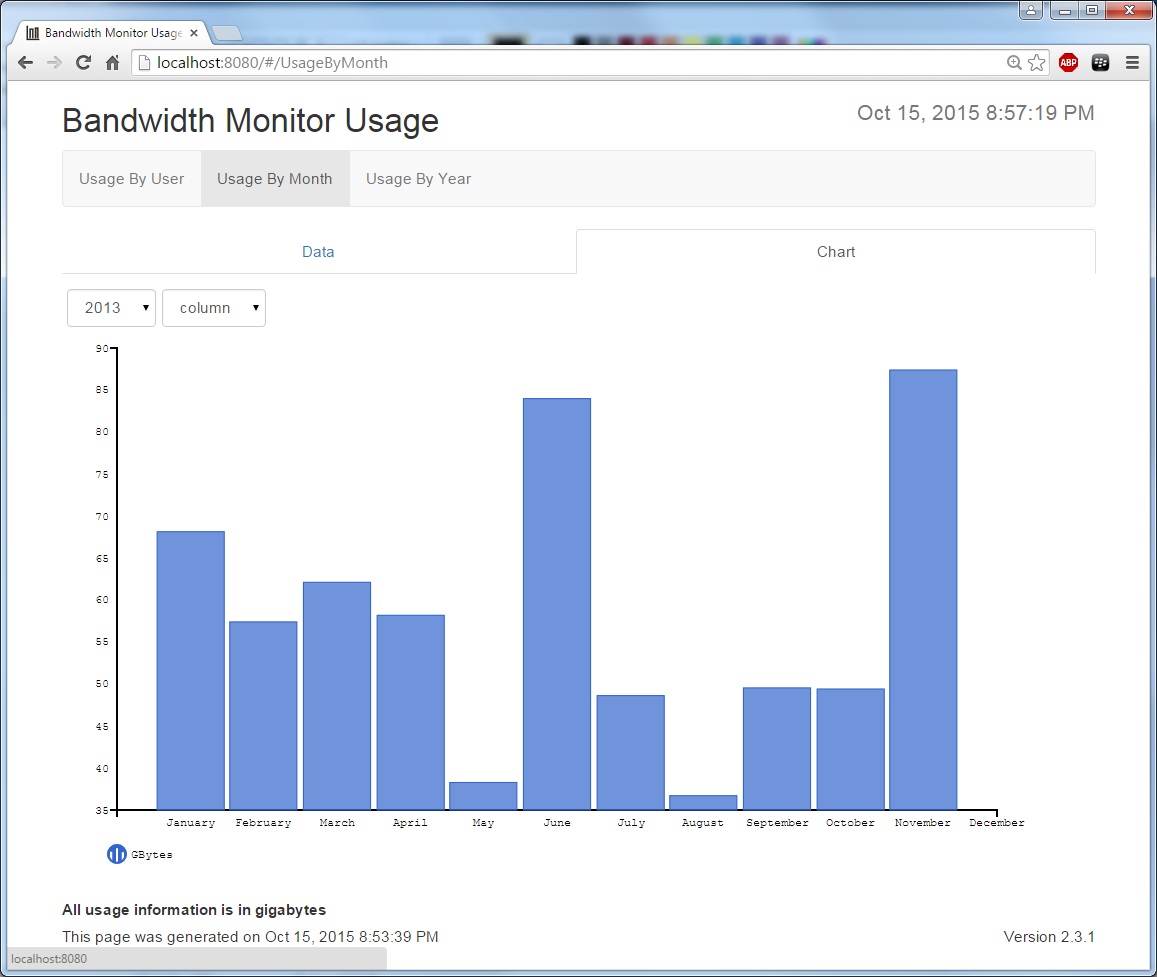 Bandwidth Monitor Usage
localhost:8080/#/UsageByMonth
ABP
Bandwidth Monitor Usage
Oct 15, 2015 8:57:19 PM
Usage By User Usage By Month Usage By Year
Data Chart
2013 column
90
85
80
75
70
65
60
55
50
45
40
35
January February March April May June July August September October November December
GBytes
All usage information is in gigabytes
This page was generated on Oct 15, 2015 8:53:39 PM
Version 2.3.1
localhost:8080